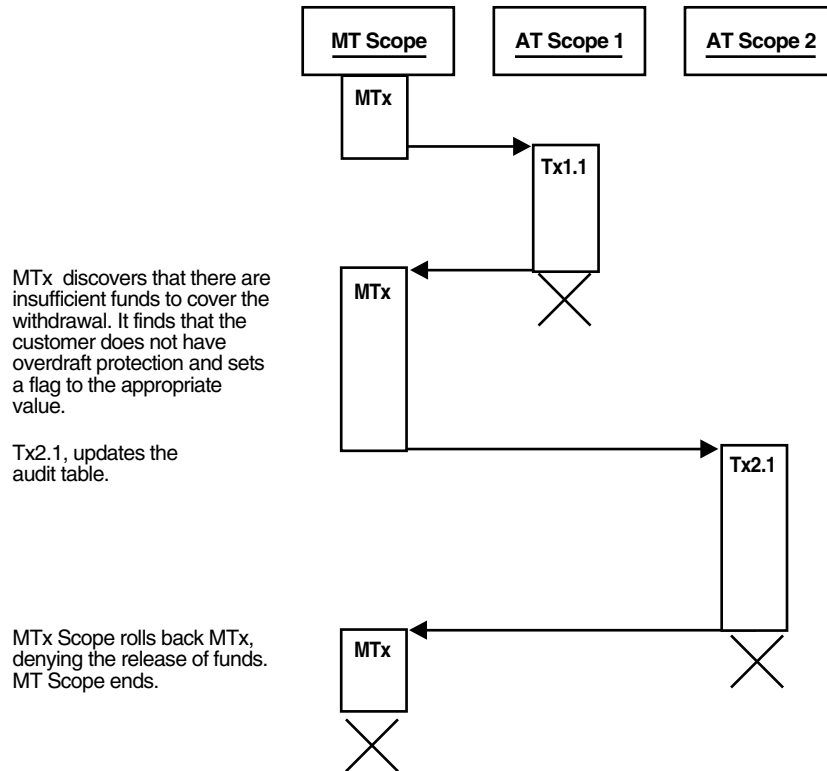 MT Scope
AT Scope 1
AT Scope 2
MTx
Tx1.1
MTx discovers that there are
insufficient funds to cover the
withdrawal. It finds that the
customer does not have
overdraft protection and sets
a flag to the appropriate
value.
MTx
Tx2.1, updates the
audit table.
Tx2.1
MTx Scope rolls back MTx,
denying the release of funds.
MT Scope ends.
MTx